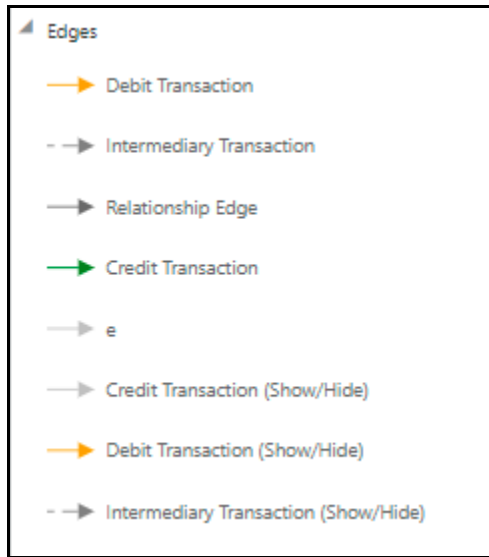 Edges
Debit Transaction
Intermediary Transaction
Relationship Edge
Credit Transaction
e
Credit Transaction (Show/Hide)
Debit Transaction (Show/Hide)
Intermediary Transaction (Show/Hide)